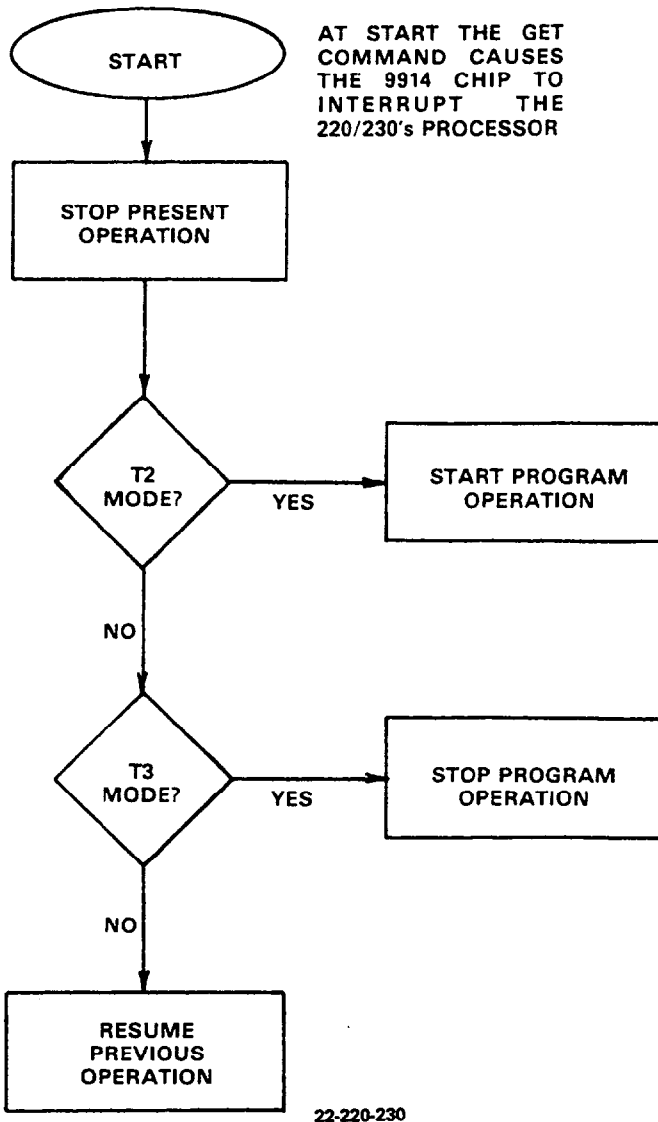 START
AT START THE GET
COMMAND CAUSES
THE 9914 CHIP TO
INTERRUPT THE
220/230's PROCESSOR
STOP PRESENT
OPERATION
T2
MODE?
YES
START PROGRAM
OPERATION
NO
T3
MODE?
YES
STOP PROGRAM
OPERATION
NO
RESUME
PREVIOUS
OPERATION
22-220-230